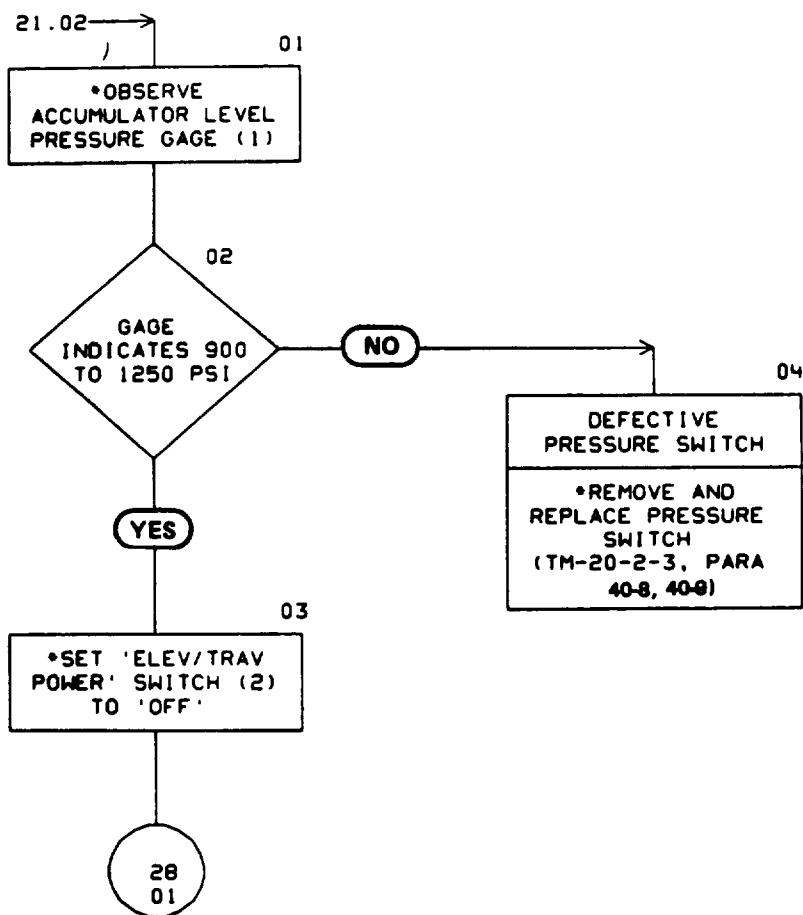 21.02
01
*OBSERVE
ACCUMULATOR LEVEL
PRESSURE GAGE (1)
02
GAGE
INDICATES 900
TO 1250 PSI
NO
04
DEFECTIVE
PRESSURE SWITCH
*REMOVE AND
REPLACE PRESSURE
SWITCH
(TM-20-2-3, PARA
40-8, 40-9)
YES
03
*SET 'ELEV/TRAV
POWER' SWITCH (2)
TO 'OFF'
28
01